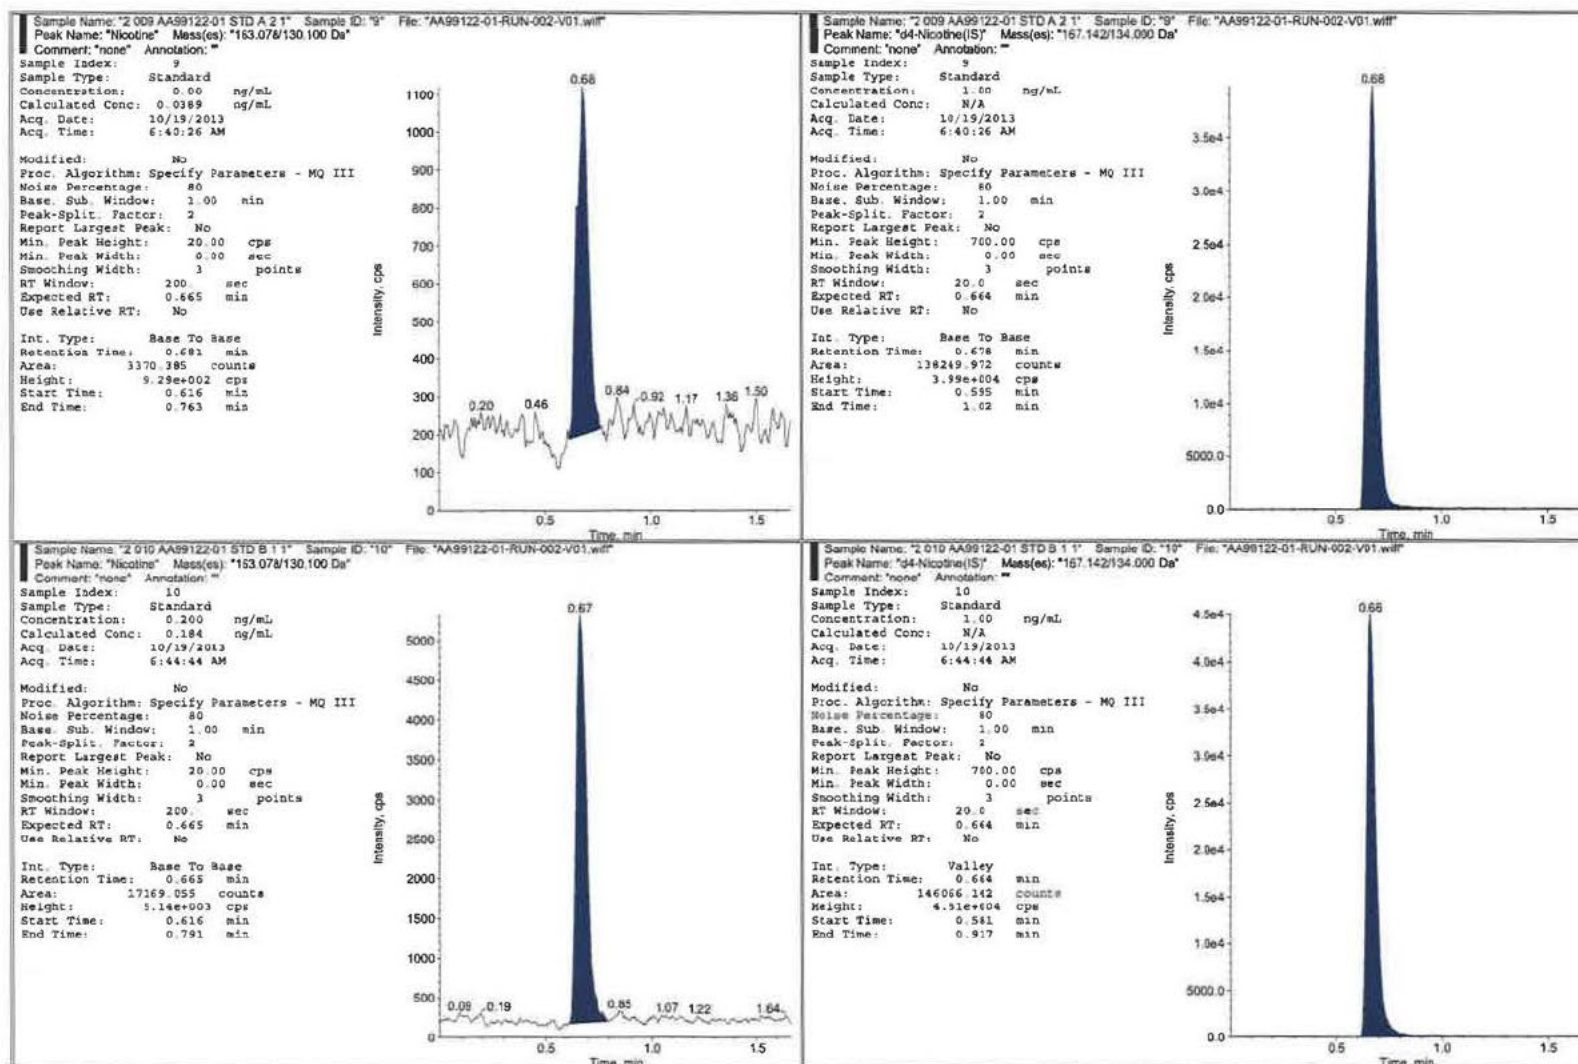 Sample Name: "2 009 AA99122-01 STD A 2 1" Sample ID: "9" File: "AA99122-01-RUN-002-V01.wiff"
Peak Name: "Nicotine" Mass(es): "163.078/130.100 Da"
Comment: "none" Annotation: ""
Sample Index: 9
Sample Type: Standard
Concentration: 0.00 ng/mL
Calculated Conc: 0.0389 ng/mL
Acq. Date: 10/19/2013
Acq. Time: 6:40:26 AM
Modified: No
Proc. Algorithm: Specify Parameters - MQ III
Noise Percentage: 80
Base. Sub. Window: 1.00 min
Peak-Split. Factor: 2
Report Largest Peak: No
Min. Peak Height: 20.00 cps
Min. Peak Width: 0.00 sec
Smoothing Width: 3 points
RT Window: 200. sec
Expected RT: 0.665 min
Use Relative RT: No
Int. Type: Base To Base
Retention Time: 0.681 min
Area: 3370.385 counts
Height: 9.29e+002 cps
Start Time: 0.616 min
End Time: 0.763 min
Intensity, cps
1100
1000
900
800
700
600
500
400
300
200
100
0
0.68
0.20 0.46 0.84 0.92 1.17 1.36 1.50
0.5 1.0 1.5
Time, min
Sample Name: "2 009 AA99122-01 STD A 2 1" Sample ID: "9" File: "AA99122-01-RUN-002-V01.wiff"
Peak Name: "d4-Nicotine(IS)" Mass(es): "167.142/134.000 Da"
Comment: "none" Annotation: ""
Sample Index: 9
Sample Type: Standard
Concentration: 1.00 ng/mL
Calculated Conc: N/A
Acq. Date: 10/19/2013
Acq. Time: 6:40:26 AM
Modified: No
Proc. Algorithm: Specify Parameters - MQ III
Noise Percentage: 80
Base. Sub. Window: 1.00 min
Peak-Split. Factor: 2
Report Largest Peak: No
Min. Peak Height: 700.00 cps
Min. Peak Width: 0.00 sec
Smoothing Width: 3 points
RT Window: 20.0 sec
Expected RT: 0.664 min
Use Relative RT: No
Int. Type: Base To Base
Retention Time: 0.678 min
Area: 138249.972 counts
Height: 3.99e+004 cps
Start Time: 0.595 min
End Time: 1.02 min
Intensity, cps
3.5e4
3.0e4
2.5e4
2.0e4
1.5e4
1.0e4
5000.0
0.0
0.68
0.5 1.0 1.5
Time, min
Sample Name: "2 010 AA99122-01 STD B 1 1" Sample ID: "10" File: "AA99122-01-RUN-002-V01.wiff"
Peak Name: "Nicotine" Mass(es): "163.078/130.100 Da"
Comment: "none" Annotation: ""
Sample Index: 10
Sample Type: Standard
Concentration: 0.200 ng/mL
Calculated Conc: 0.184 ng/mL
Acq. Date: 10/19/2013
Acq. Time: 6:44:44 AM
Modified: No
Proc. Algorithm: Specify Parameters - MQ III
Noise Percentage: 80
Base. Sub. Window: 1.00 min
Peak-Split. Factor: 2
Report Largest Peak: No
Min. Peak Height: 20.00 cps
Min. Peak Width: 0.00 sec
Smoothing Width: 3 points
RT Window: 200. sec
Expected RT: 0.665 min
Use Relative RT: No
Int. Type: Base To Base
Retention Time: 0.665 min
Area: 17169.055 counts
Height: 5.14e+003 cps
Start Time: 0.616 min
End Time: 0.791 min
Intensity, cps
5000
4500
4000
3500
3000
2500
2000
1500
1000
500
0
0.67
0.09 0.19 0.85 1.07 1.22 1.64
0.5 1.0 1.5
Time, min
Sample Name: "2 010 AA99122-01 STD B 1 1" Sample ID: "10" File: "AA99122-01-RUN-002-V01.wiff"
Peak Name: "d4-Nicotine(IS)" Mass(es): "167.142/134.000 Da"
Comment: "none" Annotation: ""
Sample Index: 10
Sample Type: Standard
Concentration: 1.00 ng/mL
Calculated Conc: N/A
Acq. Date: 10/19/2013
Acq. Time: 6:44:44 AM
Modified: No
Proc. Algorithm: Specify Parameters - MQ III
Noise Percentage: 80
Base. Sub. Window: 1.00 min
Peak-Split. Factor: 2
Report Largest Peak: No
Min. Peak Height: 700.00 cps
Min. Peak Width: 0.00 sec
Smoothing Width: 3 points
RT Window: 20.0 sec
Expected RT: 0.664 min
Use Relative RT: No
Int. Type: Valley
Retention Time: 0.664 min
Area: 146066.142 counts
Height: 4.51e+004 cps
Start Time: 0.581 min
End Time: 0.917 min
Intensity, cps
4.5e4
4.0e4
3.5e4
3.0e4
2.5e4
2.0e4
1.5e4
1.0e4
5000.0
0.0
0.66
0.5 1.0 1.5
Time, min